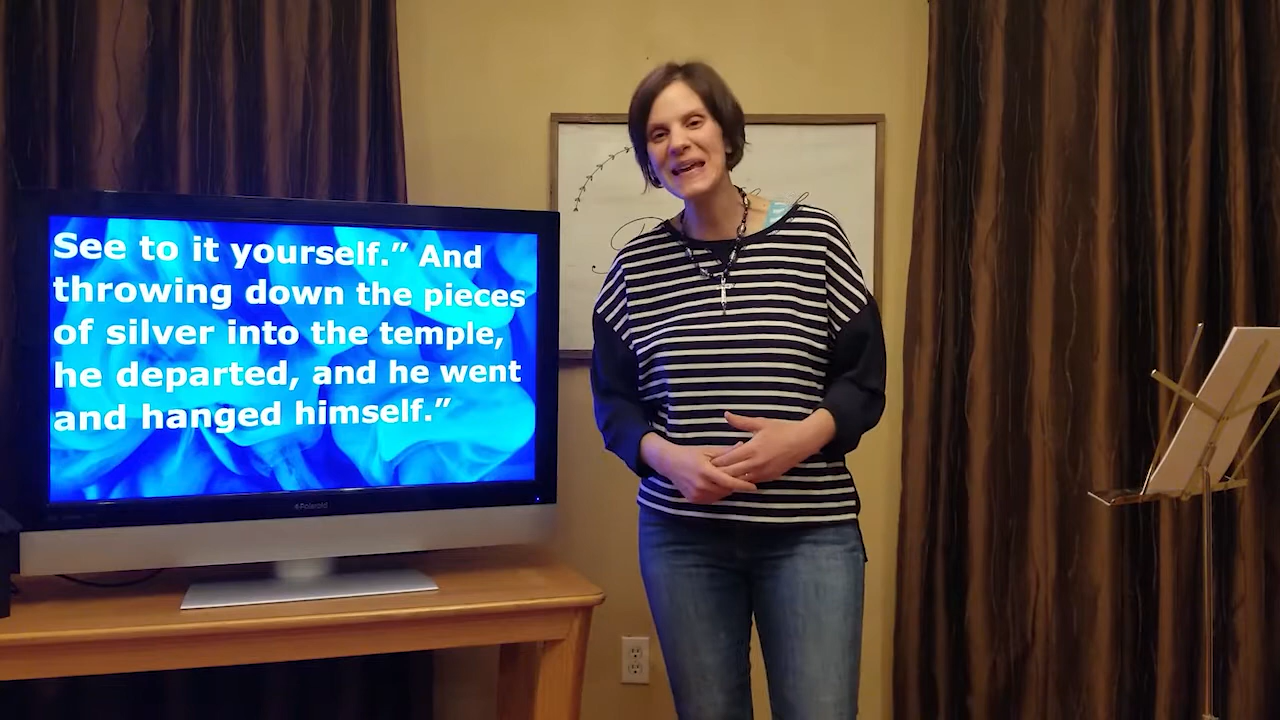 See to it yourself.” And
throwing down the pieces
of silver into the temple,
he departed, and he went
and hanged himself.”
Polaroid